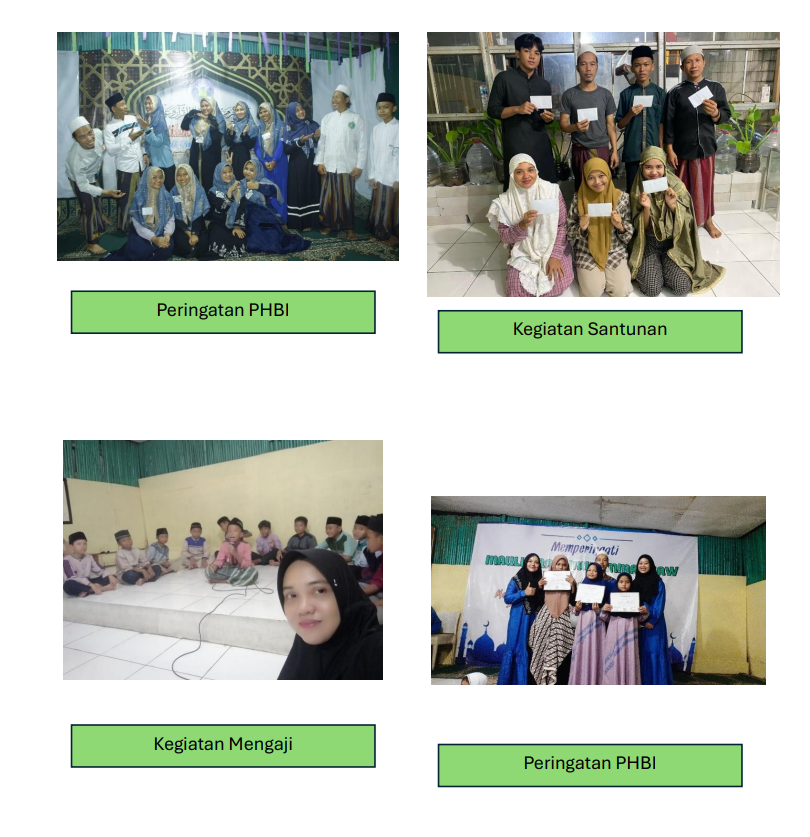 Peringatan PHBI
Kegiatan Santunan
Memperingati
Kegiatan Mengaji
Peringatan PHBI